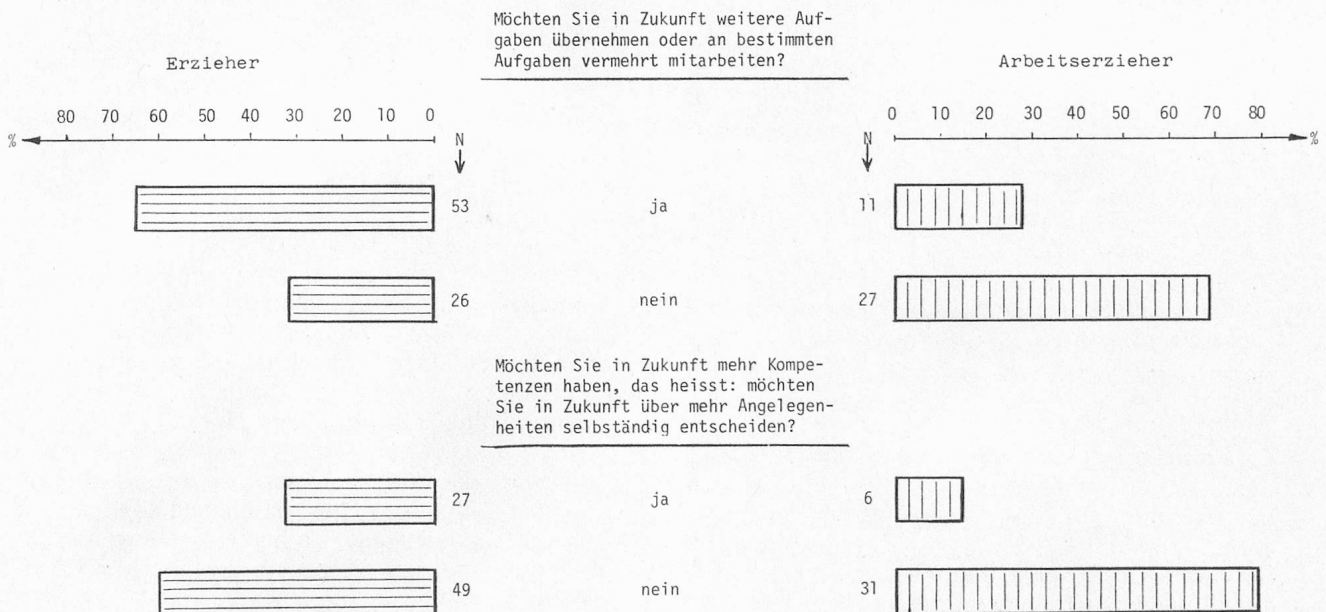 Möchten Sie in Zukunft weitere Auf-
gaben übernehmen oder an bestimmten
Aufgaben vermehrt mitarbeiten?
Erzieher
Arbeitserzieher
80 70 60 50 40 30 20 10 0
%
N
0 10 20 30 40 50 60 70 80
%
N
53 ja 11
26 nein 27
Möchten Sie in Zukunft mehr Kompe-
tenzen haben, das heisst: möchten
Sie in Zukunft über mehr Angelegen-
heiten selbständig entscheiden?
27 ja 6
49 nein 31